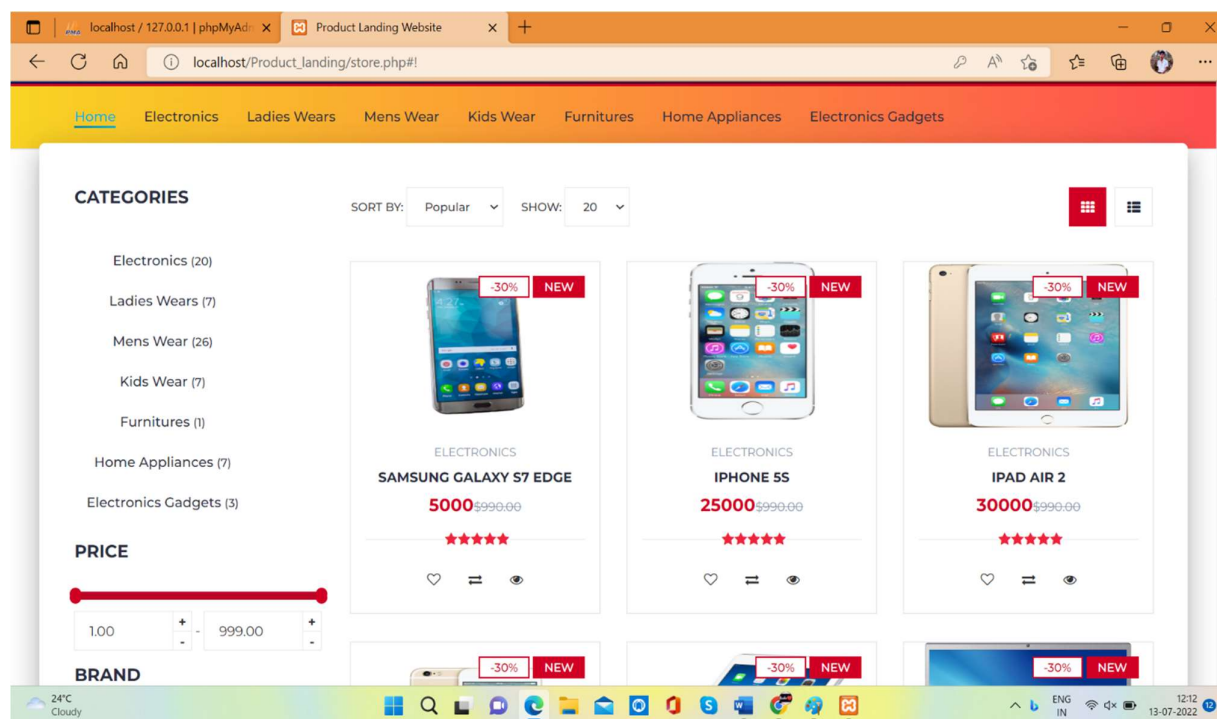 localhost / 127.0.0.1 | phpMyAdn
Product Landing Website
localhost/Product_landing/store.php#!
Home Electronics Ladies Wears Mens Wear Kids Wear Furnitures Home Appliances Electronics Gadgets
CATEGORIES
Electronics (20)
Ladies Wears (7)
Mens Wear (26)
Kids Wear (7)
Furnitures (1)
Home Appliances (7)
Electronics Gadgets (3)
PRICE
1.00 + - - 999.00 + -
BRAND
SORT BY: Popular SHOW: 20
-30% NEW
4:27
ELECTRONICS
SAMSUNG GALAXY S7 EDGE
5000 $990.00
-30% NEW
ELECTRONICS
IPHONE 5S
25000 $990.00
-30% NEW
ELECTRONICS
IPAD AIR 2
30000 $990.00
-30% NEW
-30% NEW
-30% NEW
24°C
Cloudy
ENG
IN
12:12
13-07-2022
12